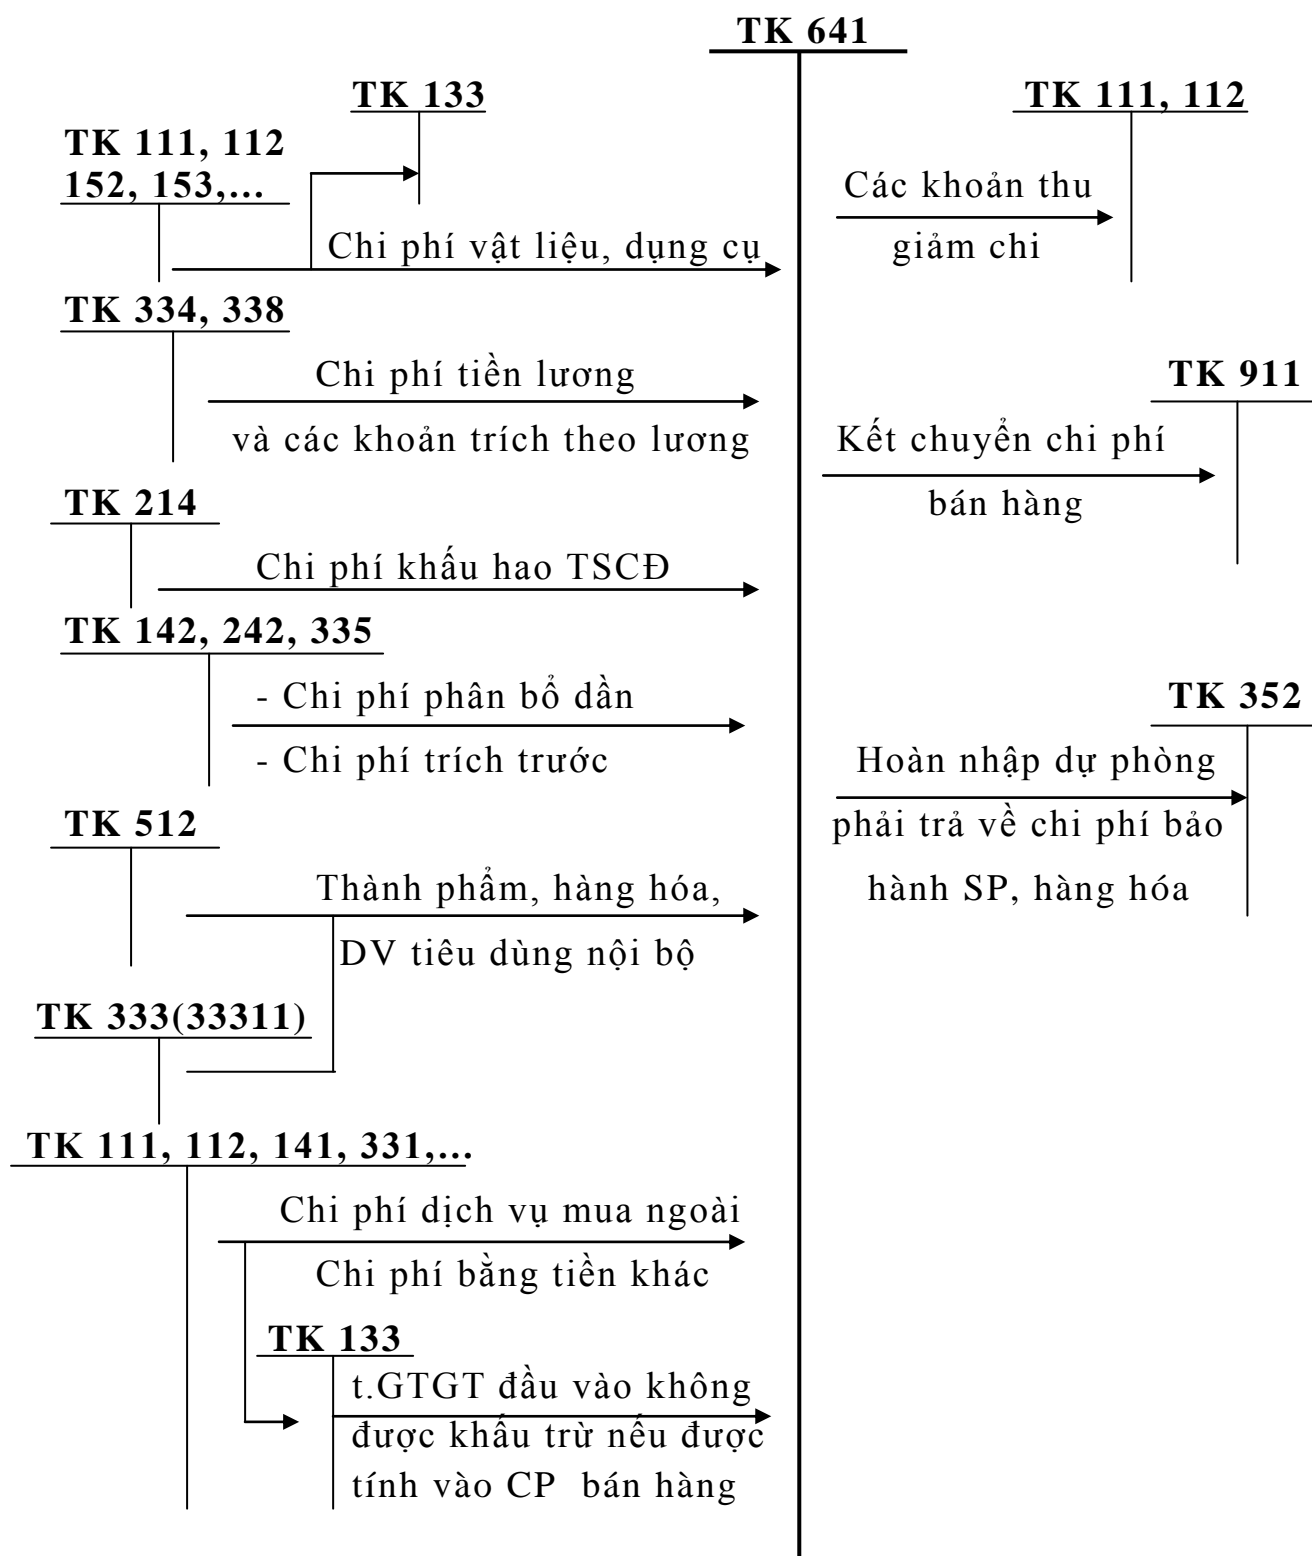 TK 641
TK 133
TK 111, 112
152, 153,...
Chi phí vật liệu, dụng cụ
TK 334, 338
Chi phí tiền lương
và các khoản trích theo lương
TK 214
Chi phí khấu hao TSCĐ
TK 142, 242, 335
- Chi phí phân bổ dần
- Chi phí trích trước
TK 512
Thành phẩm, hàng hóa,
DV tiêu dùng nội bộ
TK 333(33311)
TK 111, 112, 141, 331,...
Chi phí dịch vụ mua ngoài
Chi phí bằng tiền khác
TK 133
t.GTGT đầu vào không
được khấu trừ nếu được
tính vào CP bán hàng
TK 111, 112
Các khoản thu
giảm chi
TK 911
Kết chuyển chi phí
bán hàng
TK 352
Hoàn nhập dự phòng
phải trả về chi phí bảo
hành SP, hàng hóa